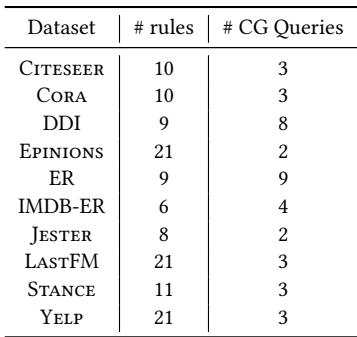 Dataset # rules # CG Queries
CITESEER 10 3
CORA 10 3
DDI 9 8
EPINIONS 21 2
ER 9 9
IMDB-ER 6 4
JESTER 8 2
LASTFM 21 3
STANCE 11 3
YELP 21 3